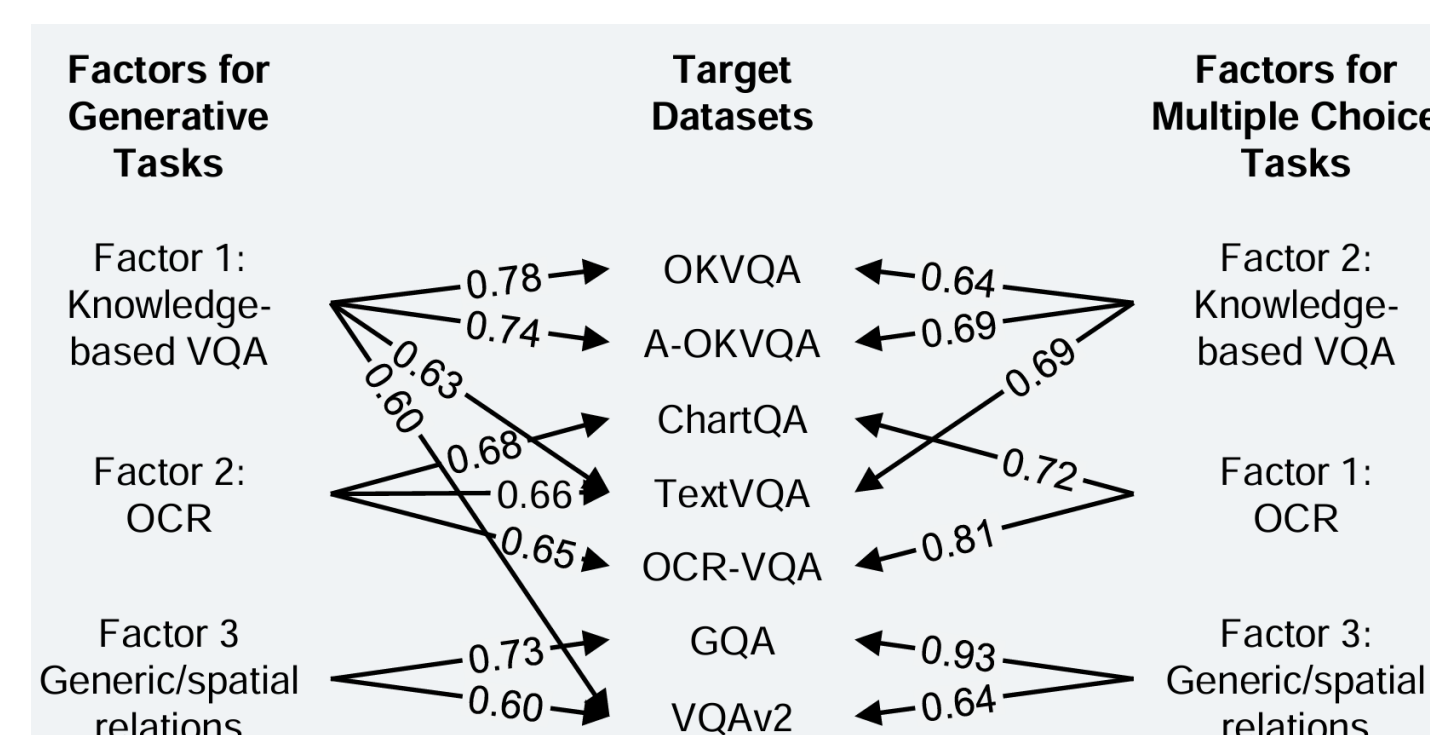 Factors for
Generative
Tasks
Target
Datasets
Factors for
Multiple Choice
Tasks
Factor 1:
Knowledge-
based VQA
Factor 2:
OCR
Factor 3
Generic/spatial
relations
0.78
0.74
0.63
0.60
0.68
0.66
0.65
0.73
0.60
OKVQA
A-OKVQA
ChartQA
TextVQA
OCR-VQA
GQA
VQAv2
0.64
0.69
0.69
0.72
0.81
0.93
0.64
Factor 2:
Knowledge-
based VQA
Factor 1:
OCR
Factor 3:
Generic/spatial
relations